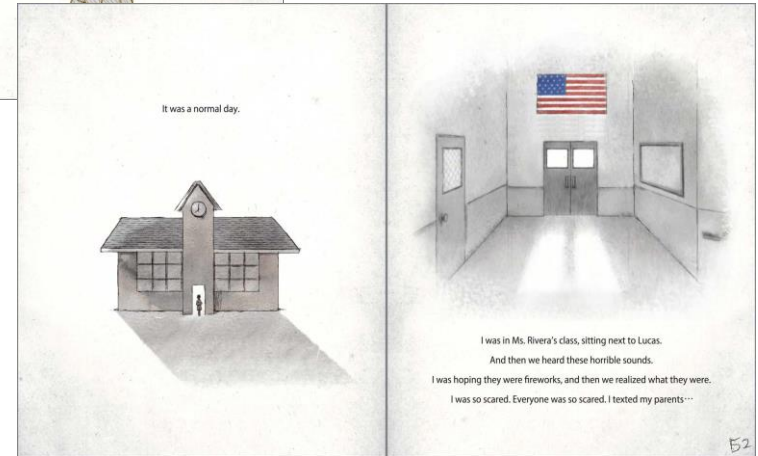 It was a normal day.
I was in Ms. Rivera's class, sitting next to Lucas.
And then we heard these horrible sounds.
I was hoping they were fireworks, and then we realized what they were.
I was so scared. Everyone was so scared. I texted my parents…
52